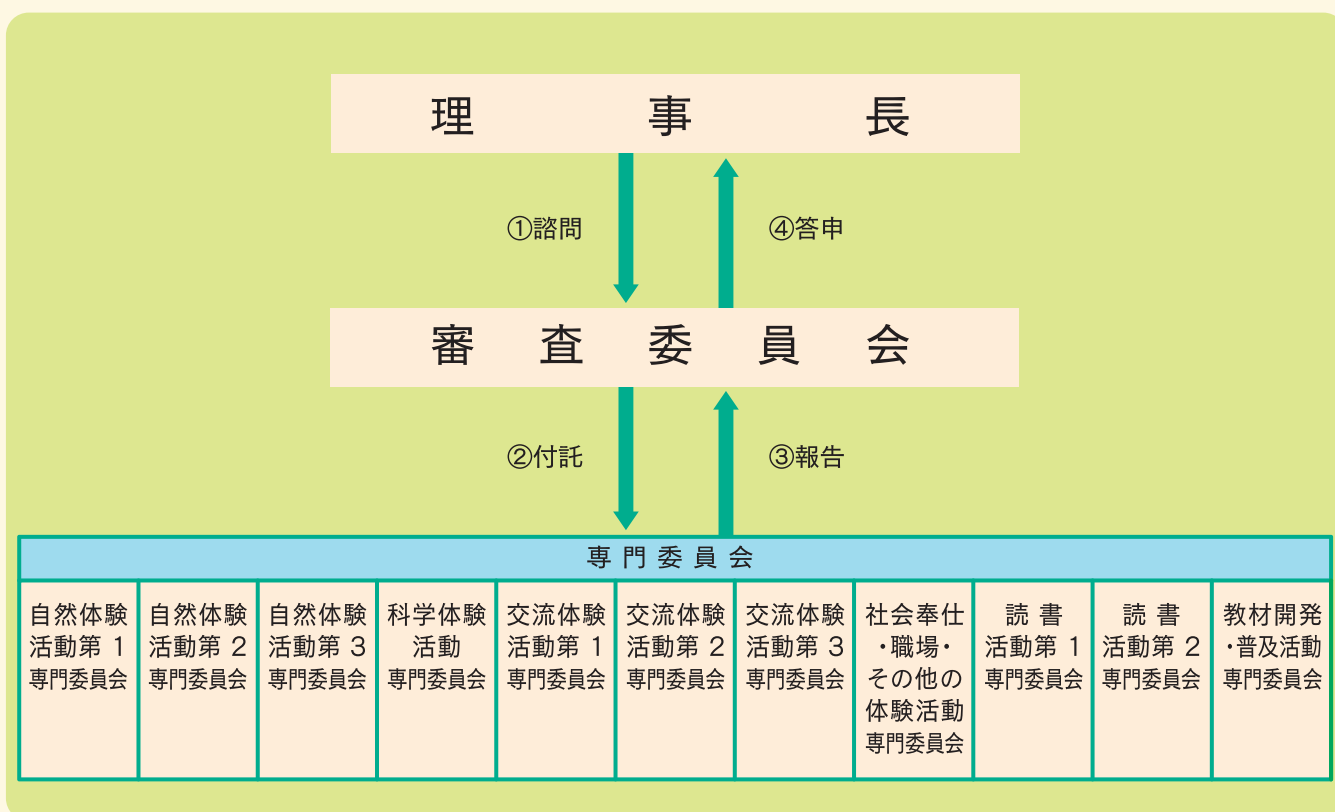 理事長
①諮問
④答申
審査委員会
②付託
③報告
専門委員会
自然体験
活動第1
専門委員会
自然体験
活動第2
専門委員会
自然体験
活動第3
専門委員会
科学体験
活動
専門委員会
交流体験
活動第1
専門委員会
交流体験
活動第2
専門委員会
交流体験
活動第3
専門委員会
社会奉仕
・職場・
その他の
体験活動
専門委員会
読書
活動第1
専門委員会
読書
活動第2
専門委員会
教材開発
・普及活動
専門委員会